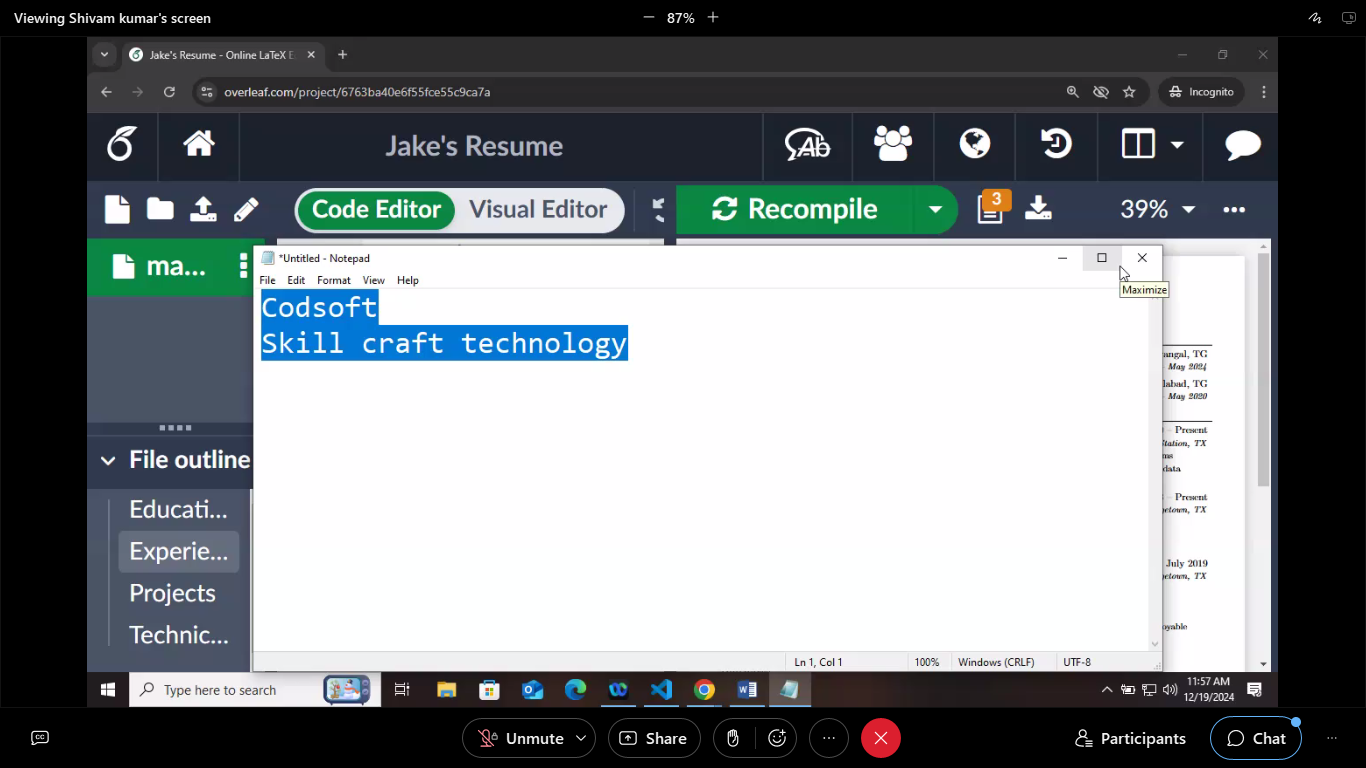 Viewing Shivam kumar's screen
87%
Jake's Resume - Online LaTeX E
overleaf.com/project/6763ba40e6f55fce55c9ca7a
Incognito
Jake's Resume
Code Editor
Visual Editor
Recompile
3
39%
ma...
*Untitled - Notepad
File Edit Format View Help
Maximize
Codsoft
Skill craft technology
angal, TG
May 2024
abad, TG
May 2020
Present
Station, TX
ms
data
Present
getown, TX
July 2019
getown, TX
oyable
File outline
Educati...
Experie...
Projects
Technic...
Ln 1, Col 1
100%
Windows (CRLF)
UTF-8
Type here to search
11:57 AM
12/19/2024
CC
Unmute
Share
Participants
Chat